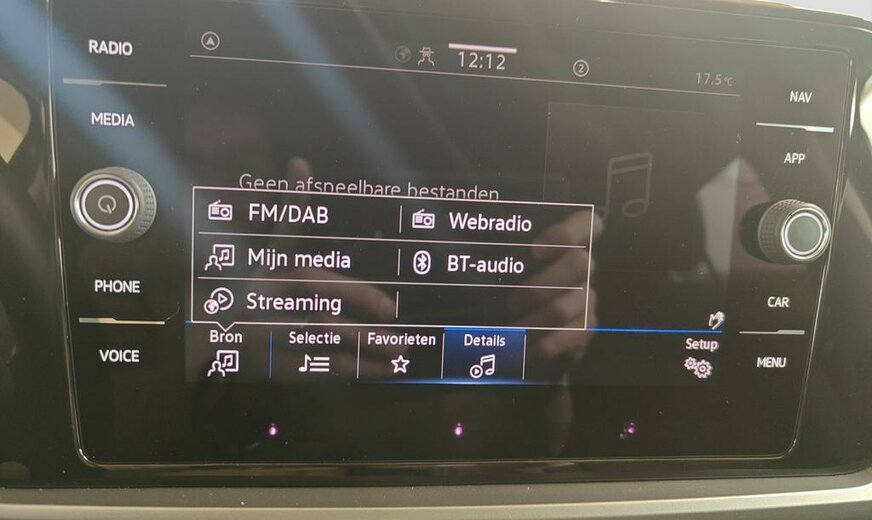 RADIO
MEDIA
PHONE
VOICE
12:12
2
17.5°C
Geen afspeelbare bestanden
FM/DAB
Webradio
Mijn media
BT-audio
Streaming
Bron
Selectie
Favorieten
Details
Setup
NAV
APP
CAR
MENU